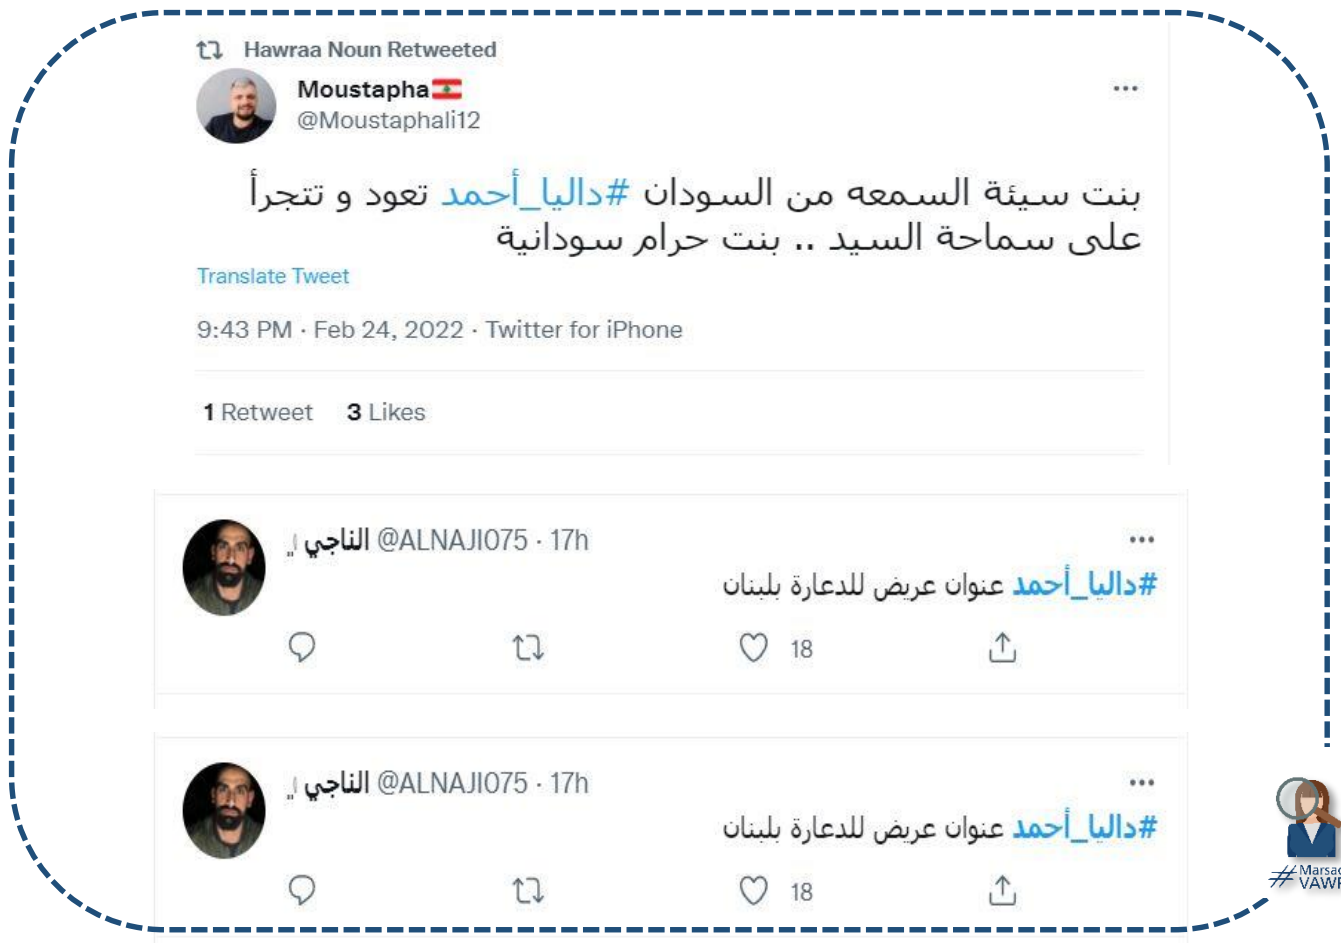 Hawraa Noun Retweeted
Moustapha
@Moustaphali12
بنت سيئة السمعه من السودان #داليا_أحمد تعود و تتجرأ
على سماحة السيد .. بنت حرام سودانية
Translate Tweet
9:43 PM · Feb 24, 2022 · Twitter for iPhone
1 Retweet 3 Likes
الناجي @ALNAJI075 · 17h
#داليا_أحمد عنوان عريض للدعارة بلبنان
18
الناجي @ALNAJI075 · 17h
#داليا_أحمد عنوان عريض للدعارة بلبنان
18